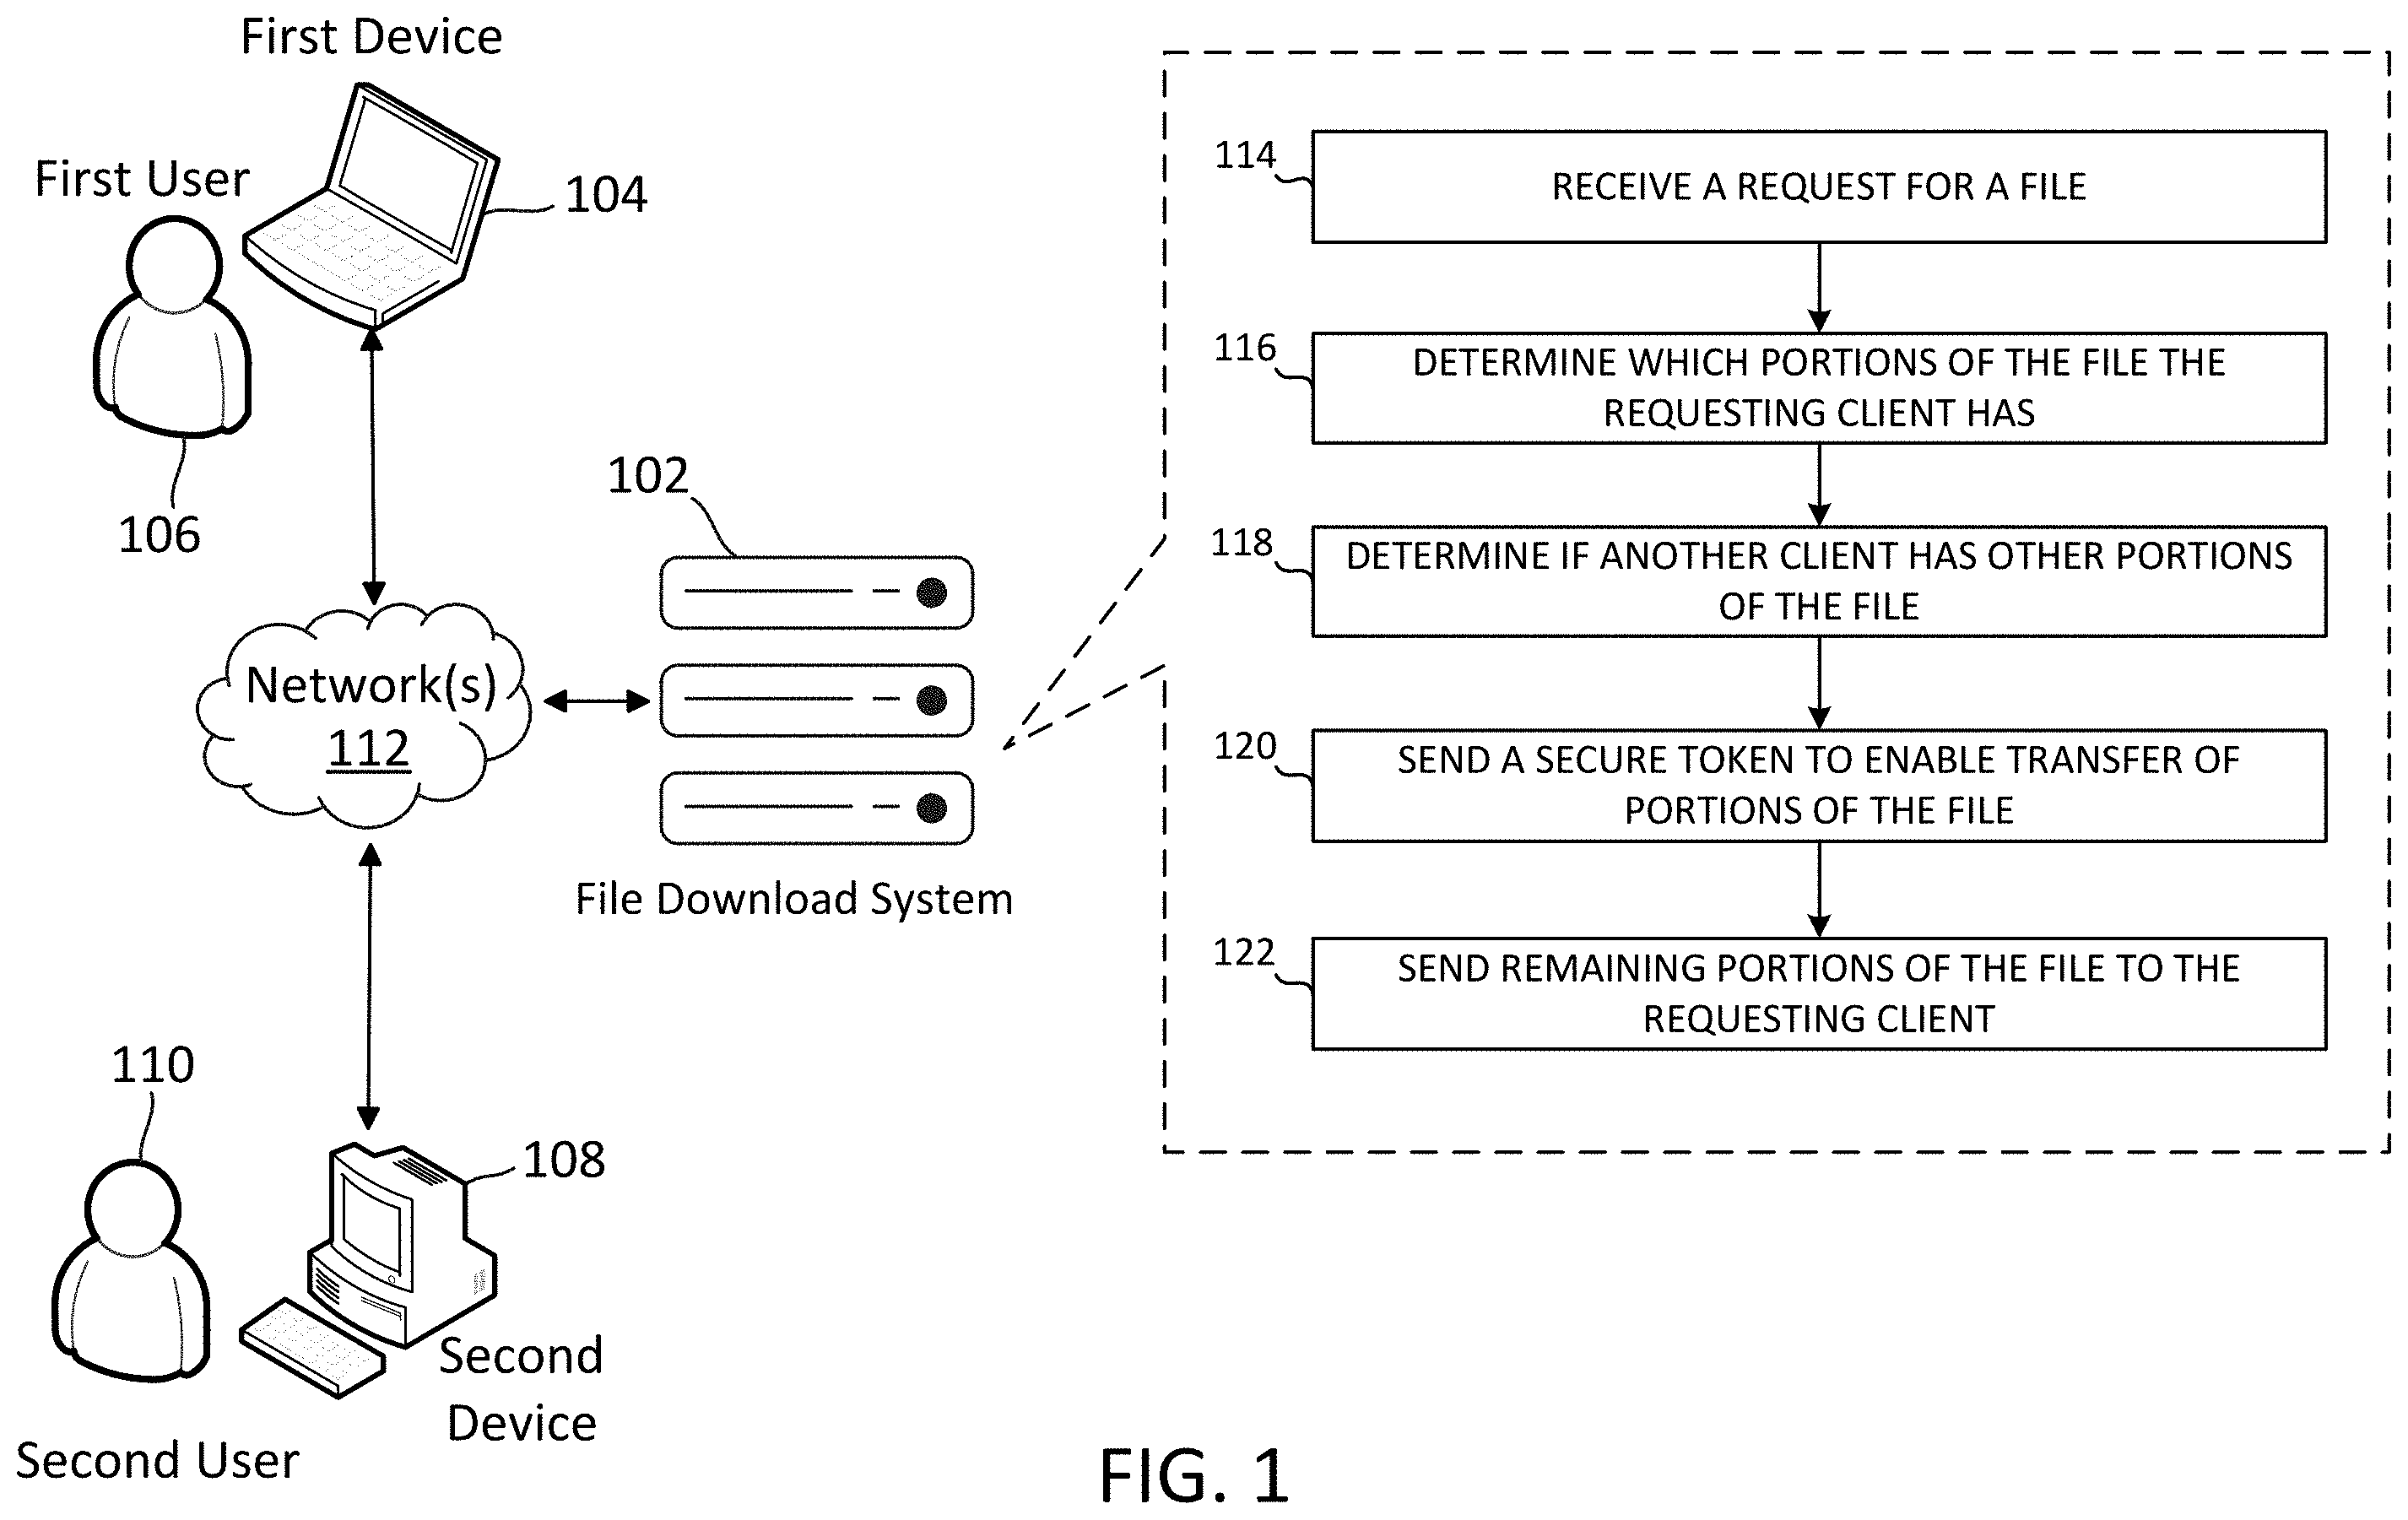 First Device
First User
104
106
102
Network(s)
112
File Download System
110
108
Second
Device
Second User
114
RECEIVE A REQUEST FOR A FILE
116
DETERMINE WHICH PORTIONS OF THE FILE THE
REQUESTING CLIENT HAS
118
DETERMINE IF ANOTHER CLIENT HAS OTHER PORTIONS
OF THE FILE
120
SEND A SECURE TOKEN TO ENABLE TRANSFER OF
PORTIONS OF THE FILE
122
SEND REMAINING PORTIONS OF THE FILE TO THE
REQUESTING CLIENT
FIG. 1